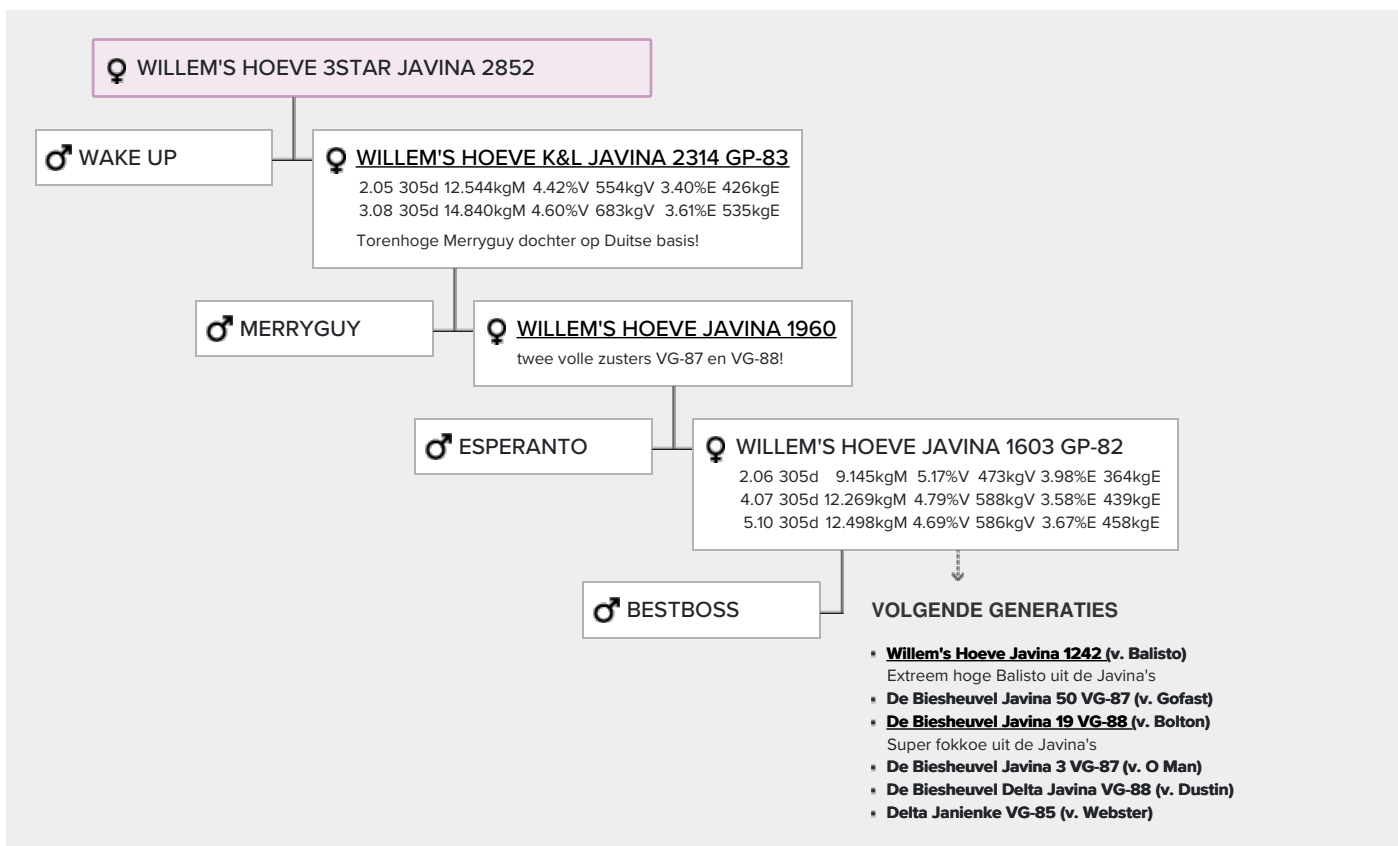 WILLEM'S HOEVE 3STAR JAVINA 2852
WAKE UP
WILLEM'S HOEVE K&L JAVINA 2314 GP-83
2.05 305d 12.544kgM 4.42%V 554kgV 3.40%E 426kgE
3.08 305d 14.840kgM 4.60%V 683kgV 3.61%E 535kgE
Torenhoge Merryguy dochter op Duitse basis!
MERRYGUY
WILLEM'S HOEVE JAVINA 1960
twee volle zusters VG-87 en VG-88!
ESPERANTO
WILLEM'S HOEVE JAVINA 1603 GP-82
2.06 305d 9.145kgM 5.17%V 473kgV 3.98%E 364kgE
4.07 305d 12.269kgM 4.79%V 588kgV 3.58%E 439kgE
5.10 305d 12.498kgM 4.69%V 586kgV 3.67%E 458kgE
BESTBOSS
VOLGENDE GENERATIES
Willem's Hoeve Javina 1242 (v. Balisto)
Extreem hoge Balisto uit de Javina's
De Biesheuvel Javina 50 VG-87 (v. Gofast)
De Biesheuvel Javina 19 VG-88 (v. Bolton)
Super fokkoe uit de Javina's
De Biesheuvel Javina 3 VG-87 (v. O Man)
De Biesheuvel Delta Javina VG-88 (v. Dustin)
Delta Janienke VG-85 (v. Webster)